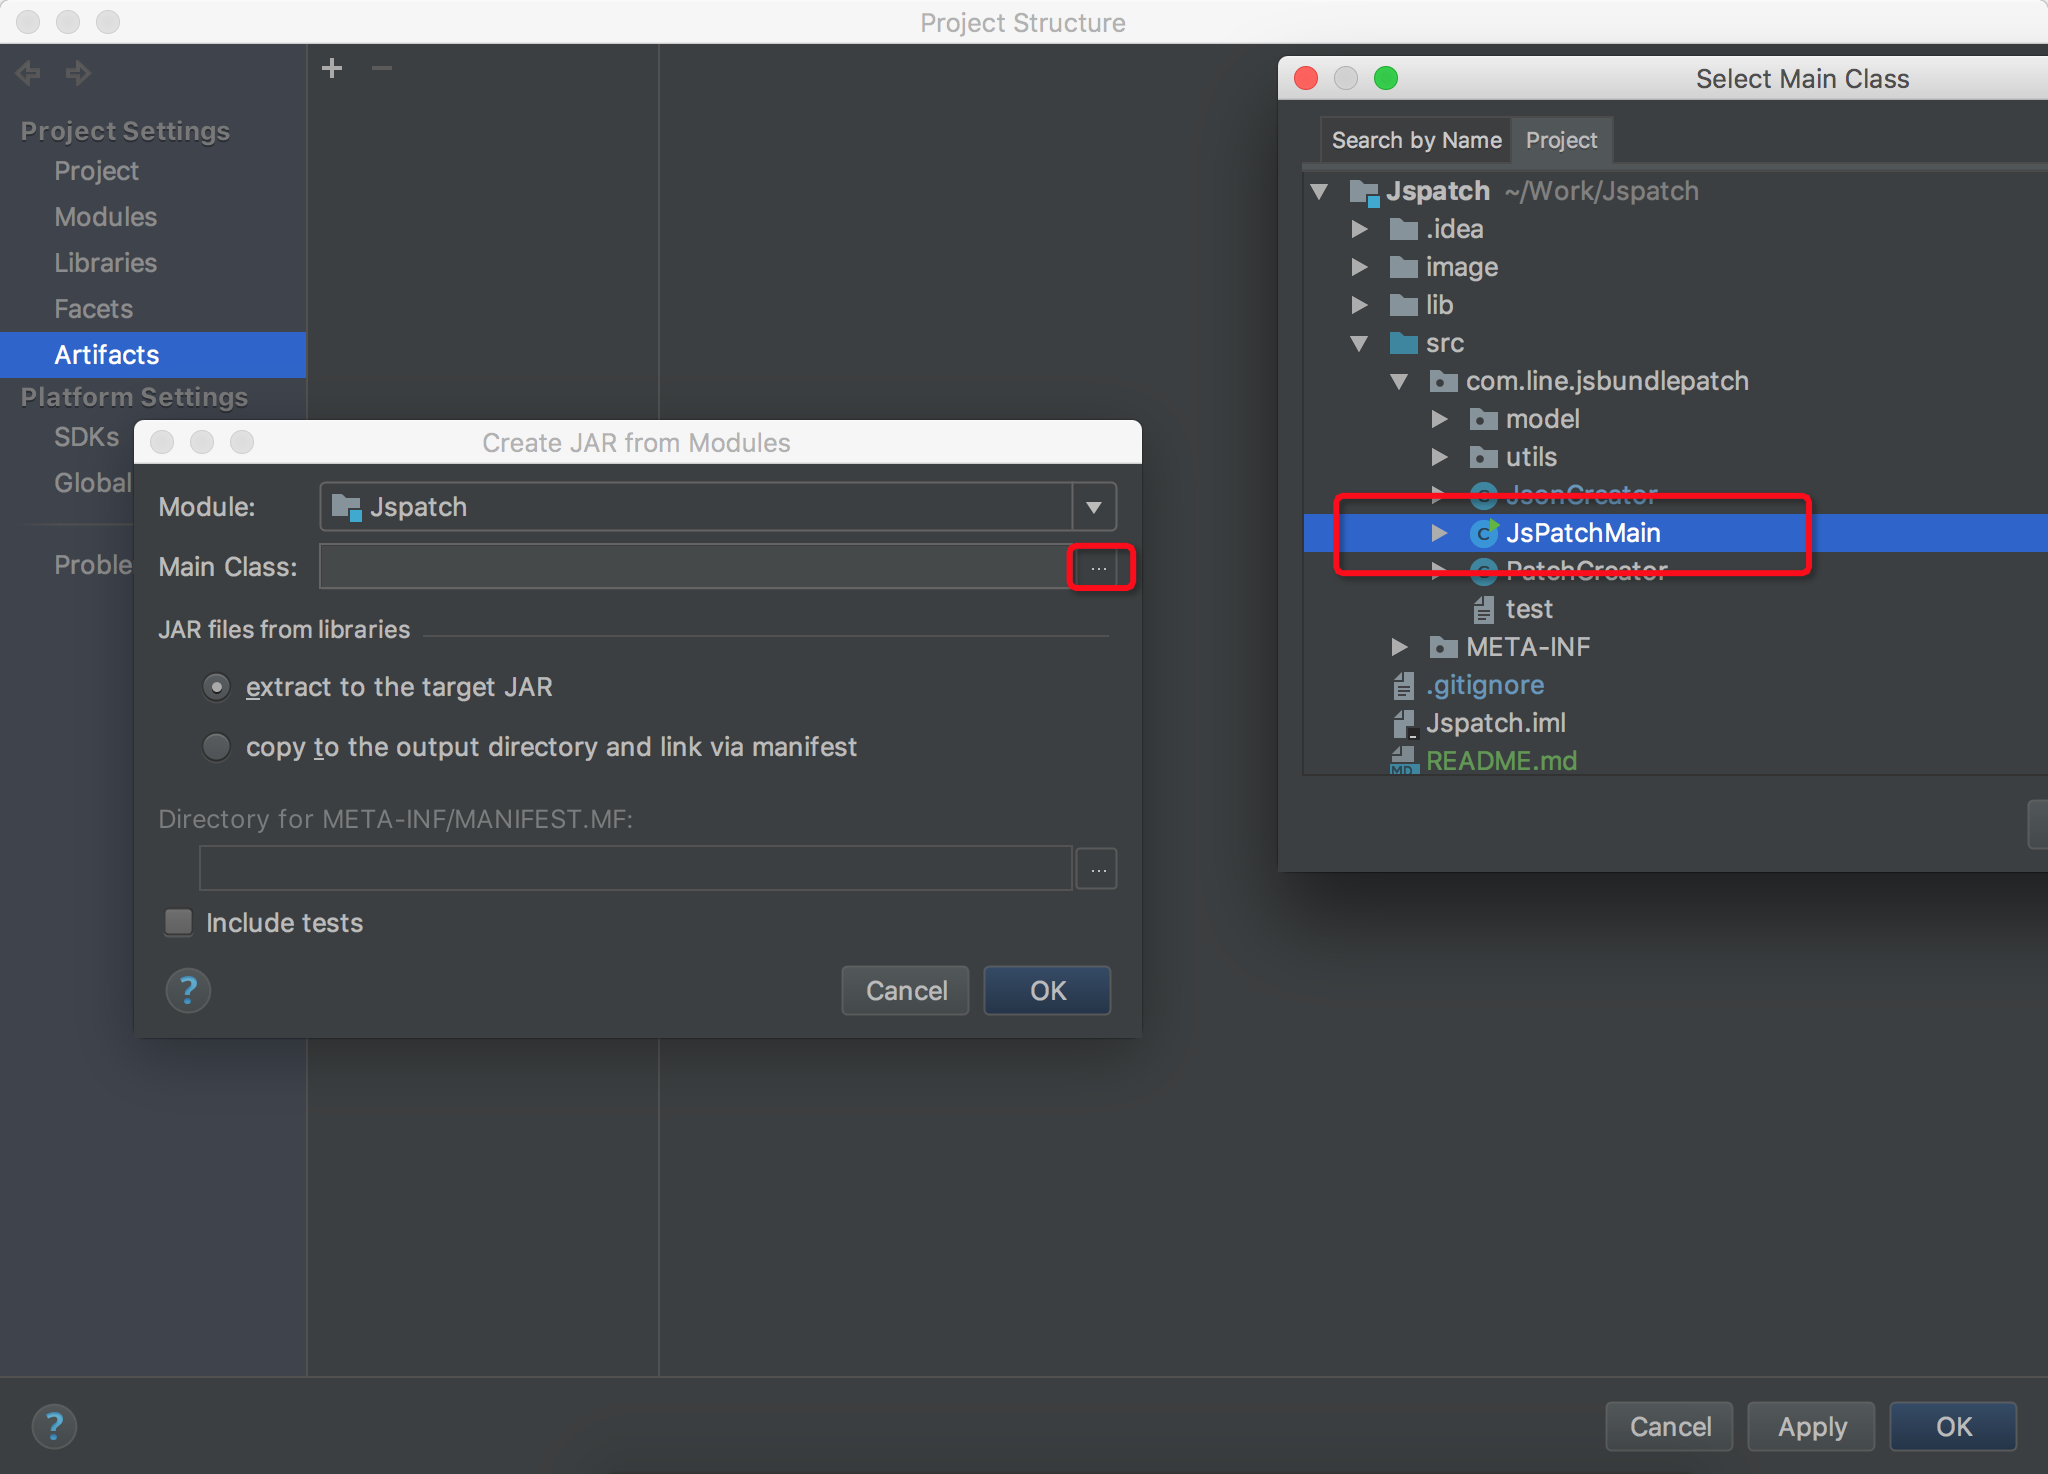 Project Structure
Project Settings
Project
Modules
Libraries
Facets
Artifacts
Platform Settings
SDKs
Global
Proble
Create JAR from Modules
Module: Jspatch
Main Class: ...
JAR files from libraries
extract to the target JAR
copy to the output directory and link via manifest
Directory for META-INF/MANIFEST.MF:
...
Include tests
? Cancel OK
Select Main Class
Search by Name Project
Jspatch ~/Work/Jspatch
.idea
image
lib
src
com.line.jsbundlepatch
model
utils
JsonCreator
C JsPatchMain
PatchCreator
test
META-INF
.gitignore
Jspatch.iml
MD README.md
? Cancel Apply OK